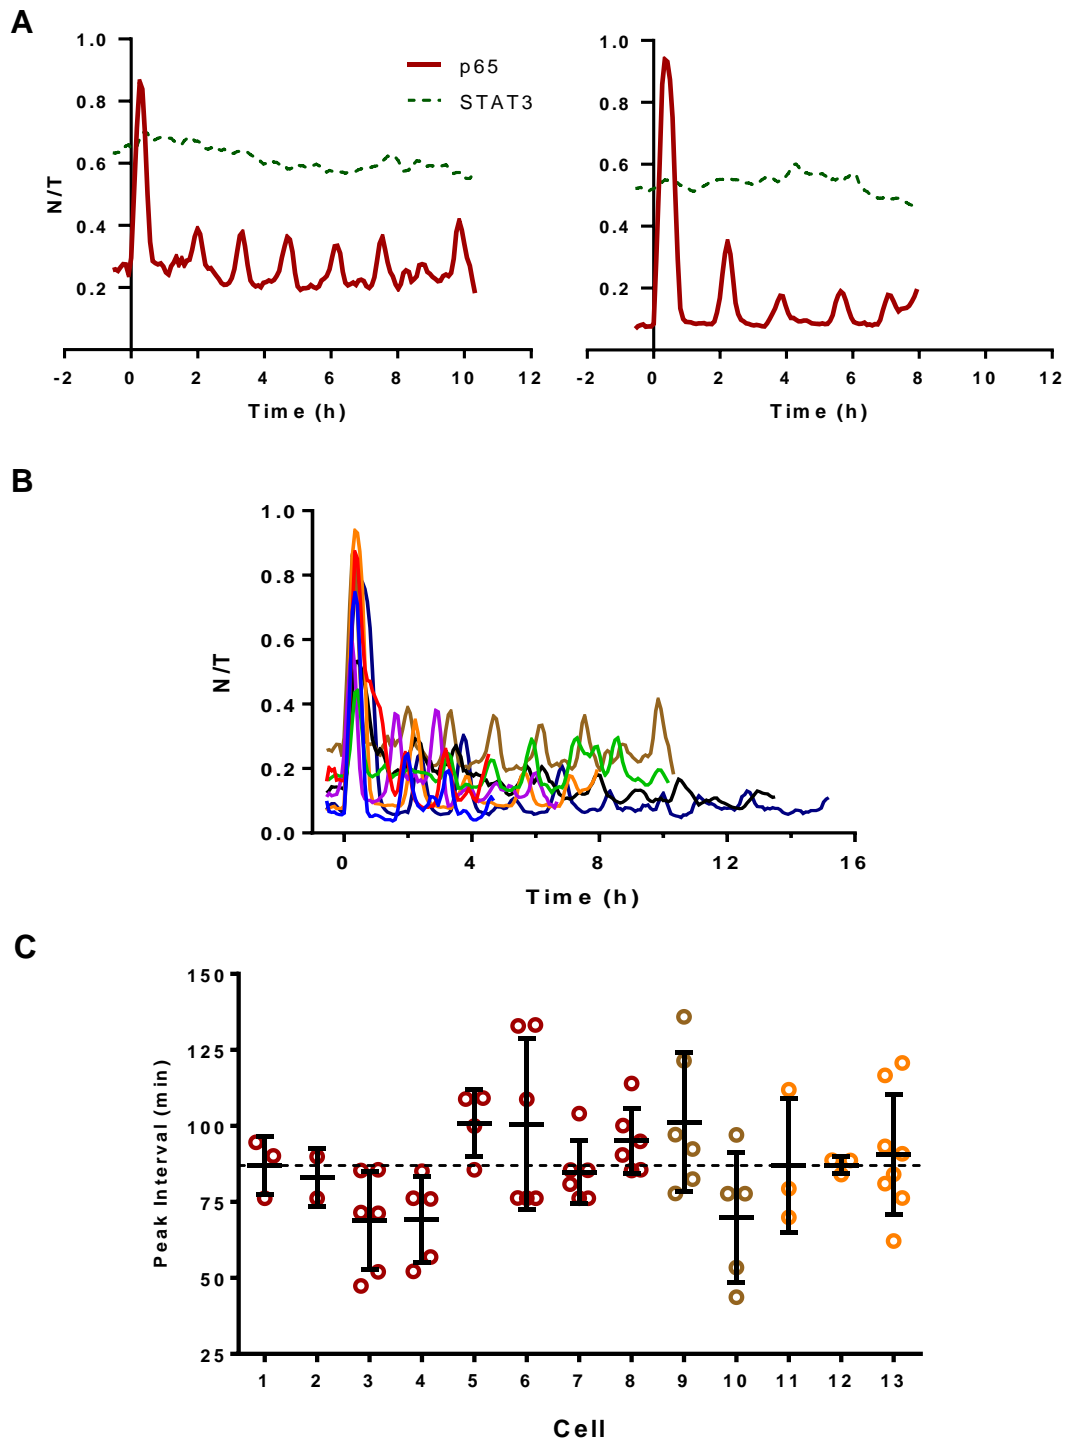 A
1.0
0.8
0.6
0.4
0.2
N/T
-2 0 2 4 6 8 10 12
Time (h)
p65
STAT3
1.0
0.8
0.6
0.4
0.2
-2 0 2 4 6 8 10 12
Time (h)
B
1.0
0.8
0.6
0.4
0.2
0.0
N/T
0 4 8 12 16
Time (h)
C
150
125
100
75
50
25
Peak Interval (min)
1 2 3 4 5 6 7 8 9 10 11 12 13
Cell